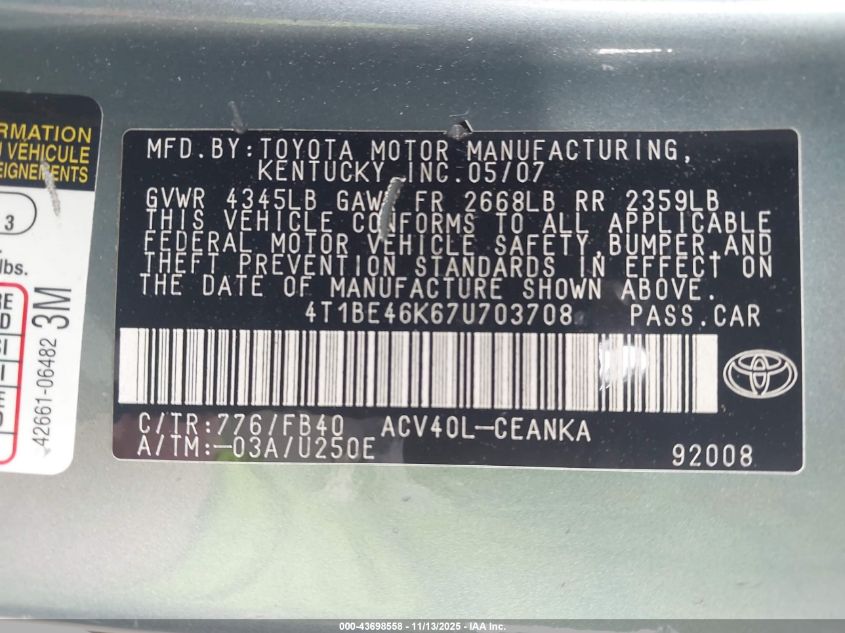 RMATION
VEHICULE
EIGNEMENTS
3
lbs.
42661-06482 3M
MFD.BY:TOYOTA MOTOR MANUFACTURING,
KENTUCKY, INC.05/07
GVWR 4345LB GAWR FR 2668LB RR 2359LB
THIS VEHICLE CONFORMS TO ALL APPLICABLE
FEDERAL MOTOR VEHICLE SAFETY, BUMPER,AND
THEFT PREVENTION STANDARDS IN EFFECT ON
THE DATE OF MANUFACTURE SHOWN ABOVE.
4T1BE46K67U703708 PASS.CAR
C/TR:776/FB40 ACV40L-CEANKA
A/TM:-03A/U250E
92008
000-43698558 - 11/13/2025 - IAA Inc.